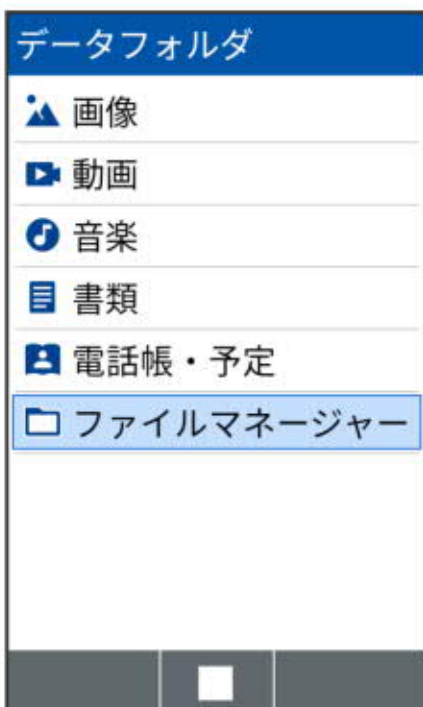 データフォルダ
画像
動画
音楽
書類
電話帳・予定
ファイルマネージャー